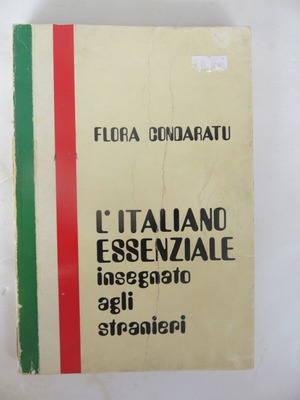 FLORA CONDARATU
L'ITALIANO
ESSENZIALE
insegnato
agli
stranieri